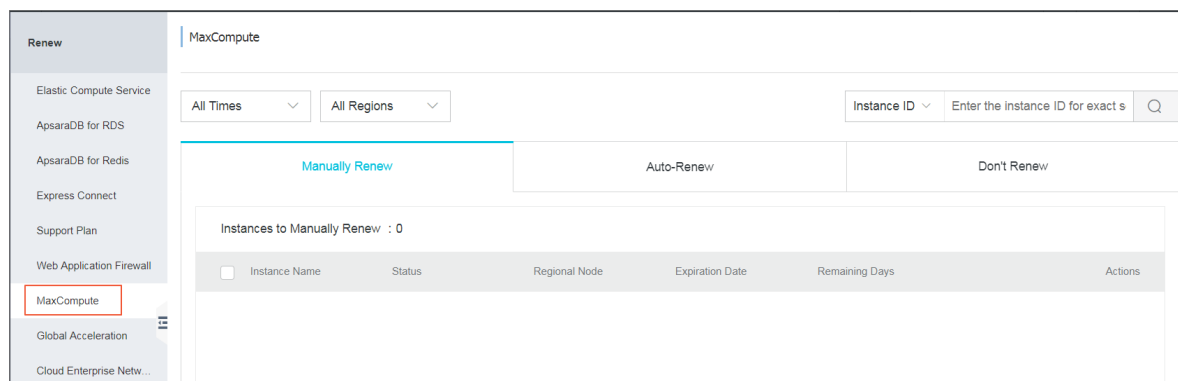 Renew
Elastic Compute Service
ApsaraDB for RDS
ApsaraDB for Redis
Express Connect
Support Plan
Web Application Firewall
MaxCompute
Global Acceleration
Cloud Enterprise Netw...
MaxCompute
All Times All Regions Instance ID Enter the instance ID for exact s
Manually Renew Auto-Renew Don't Renew
Instances to Manually Renew : 0
Instance Name Status Regional Node Expiration Date Remaining Days Actions